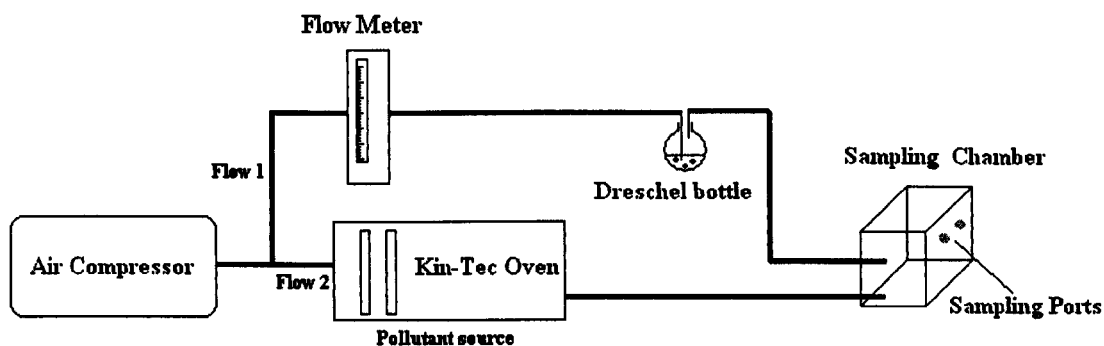 Flow Meter
Flow 1
Dreschel bottle
Sampling Chamber
Air Compressor
Flow 2
Kin-Tec Oven
Sampling Ports
Pollutant source